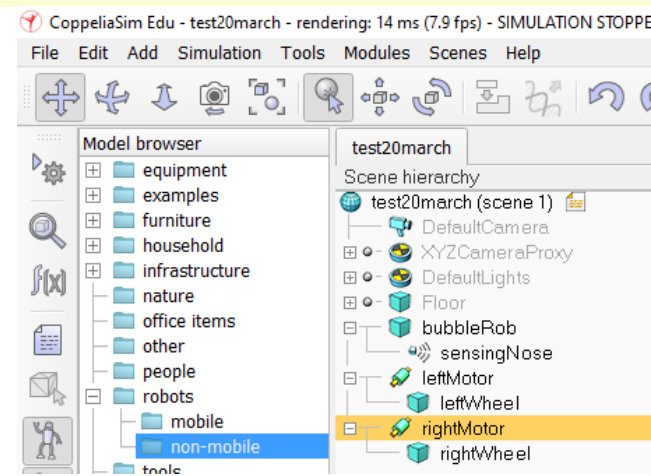 CoppeliaSim Edu - test20march - rendering: 14 ms (7.9 fps) - SIMULATION STOPPE
File Edit Add Simulation Tools Modules Scenes Help
Model browser
equipment
examples
furniture
household
infrastructure
nature
office items
other
people
robots
mobile
non-mobile
tools
test20march
Scene hierarchy
test20march (scene 1)
DefaultCamera
XYZCameraProxy
DefaultLights
Floor
bubbleRob
sensingNose
leftMotor
leftWheel
rightMotor
rightWheel
f(x)